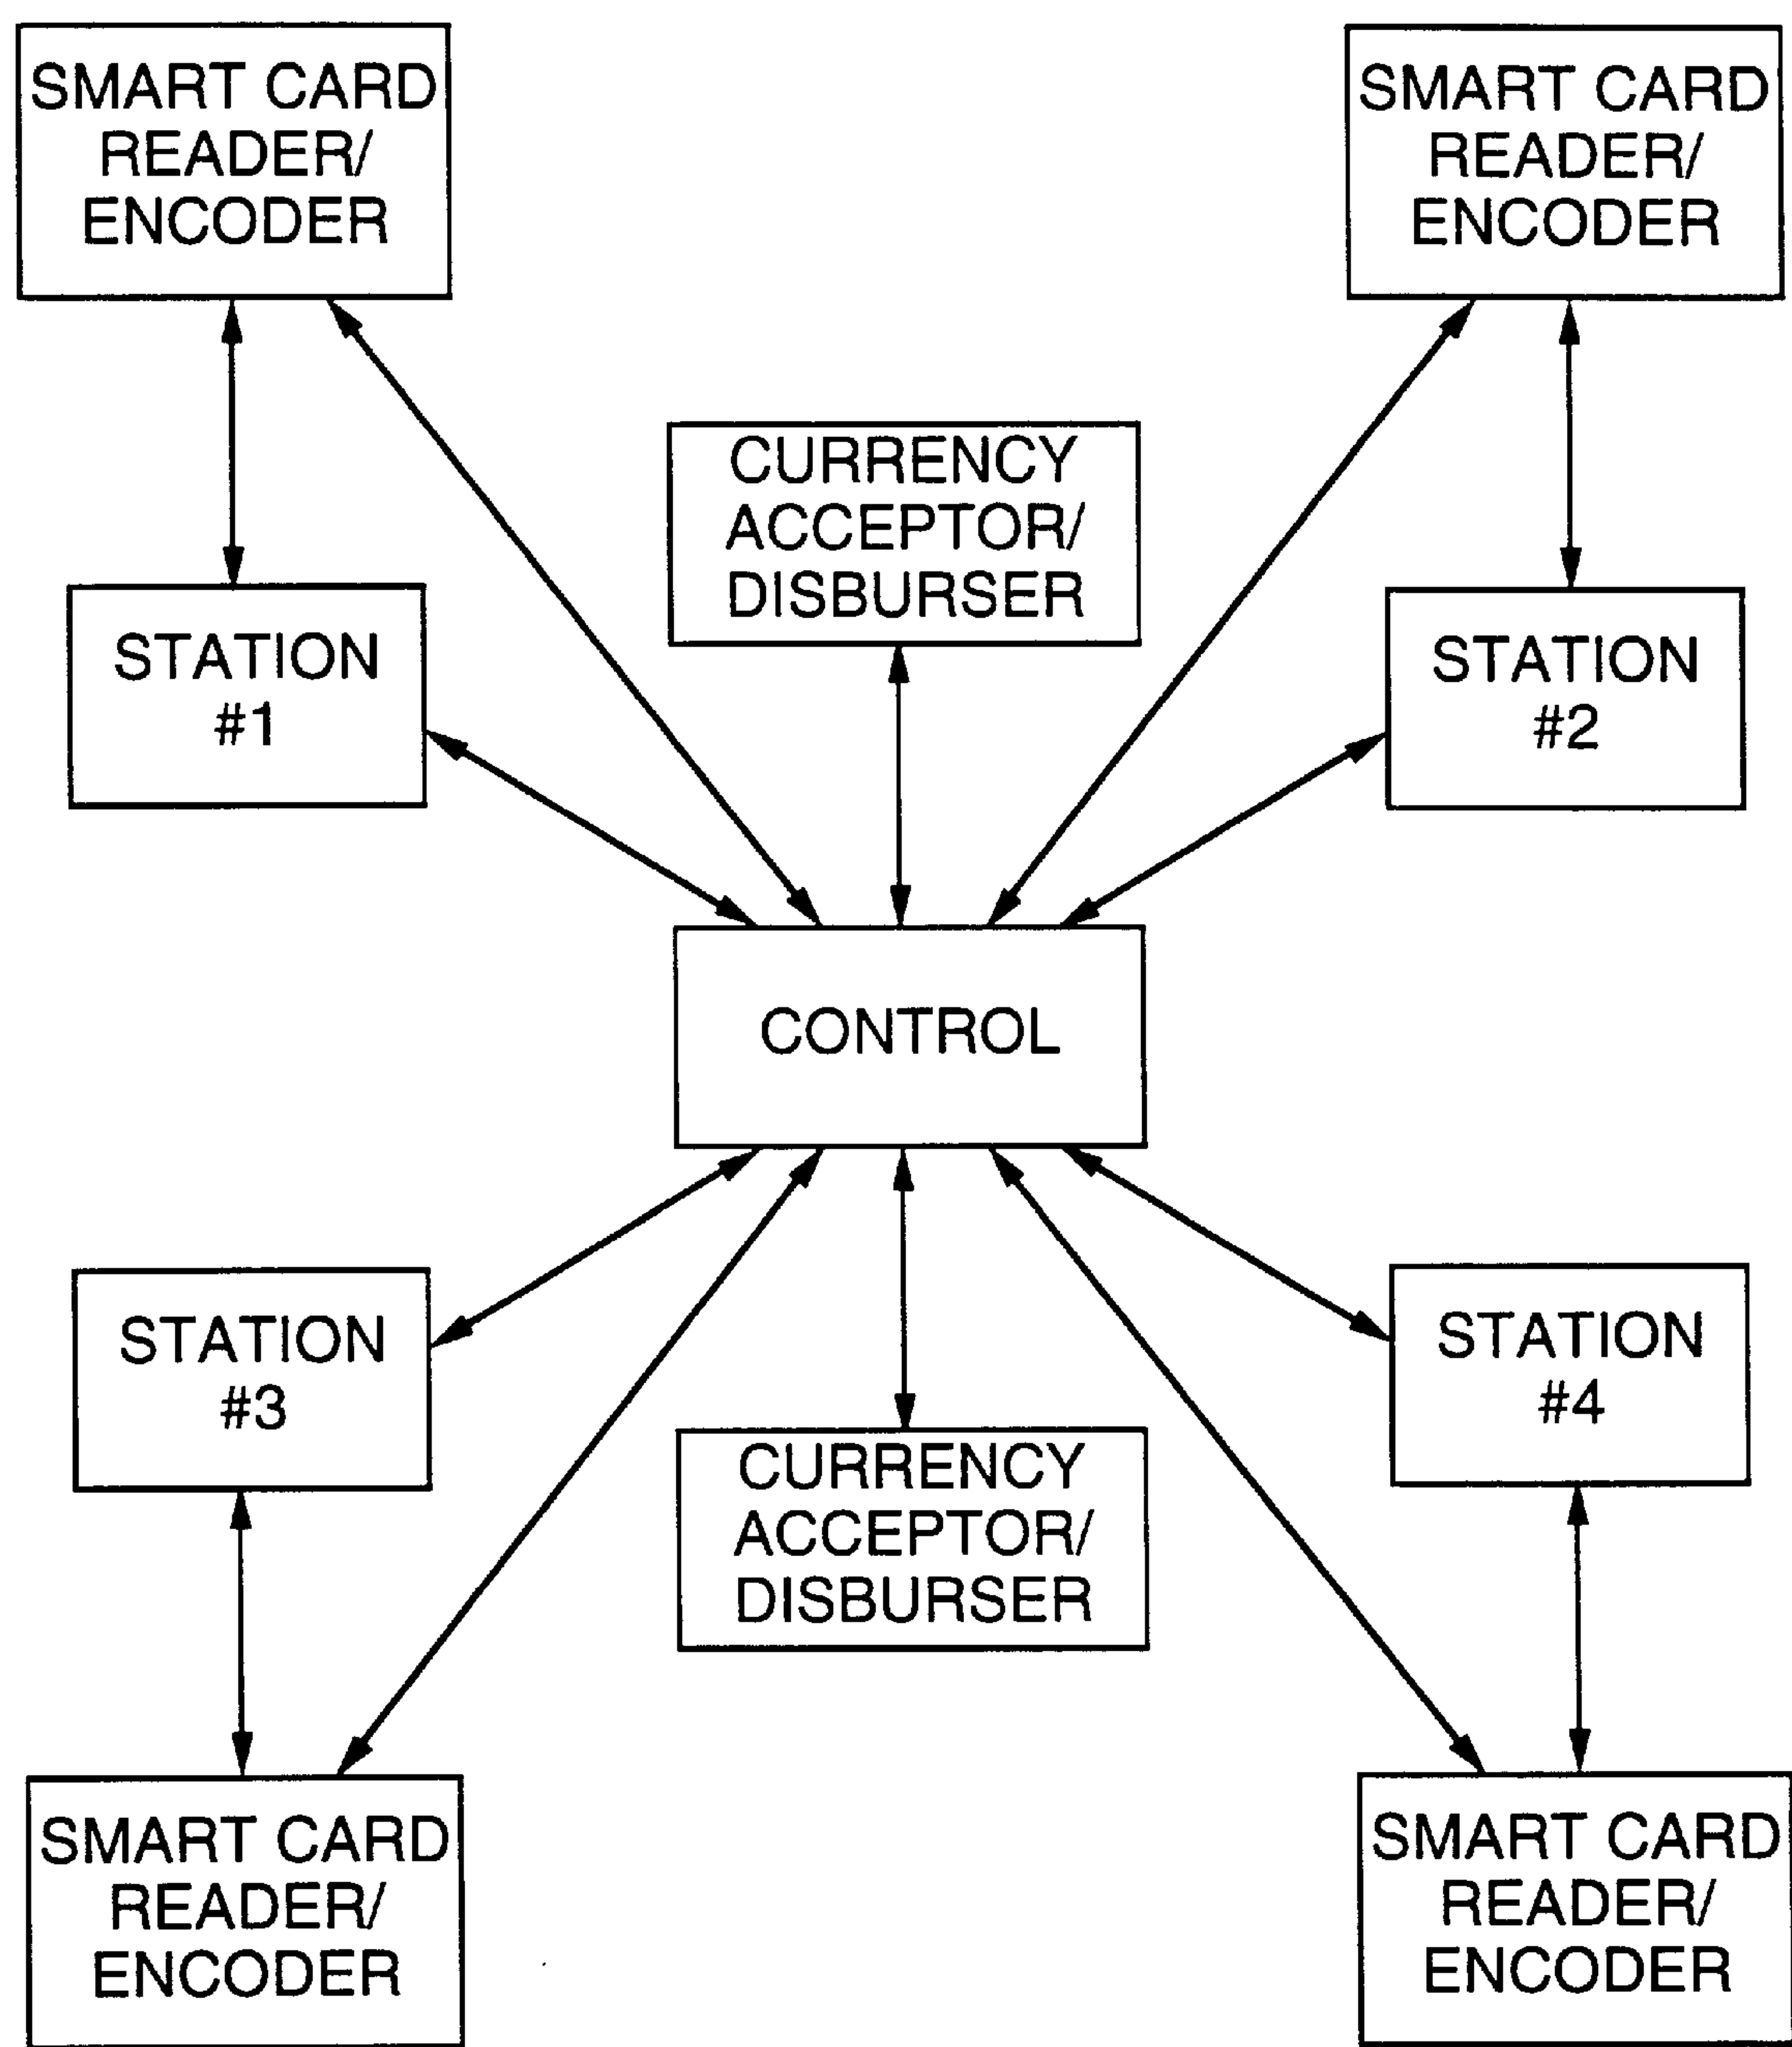 SMART CARD
READER/
ENCODER
SMART CARD
READER/
ENCODER
CURRENCY
ACCEPTOR/
DISBURSER
STATION
#1
STATION
#2
CONTROL
STATION
#3
STATION
#4
CURRENCY
ACCEPTOR/
DISBURSER
SMART CARD
READER/
ENCODER
SMART CARD
READER/
ENCODER